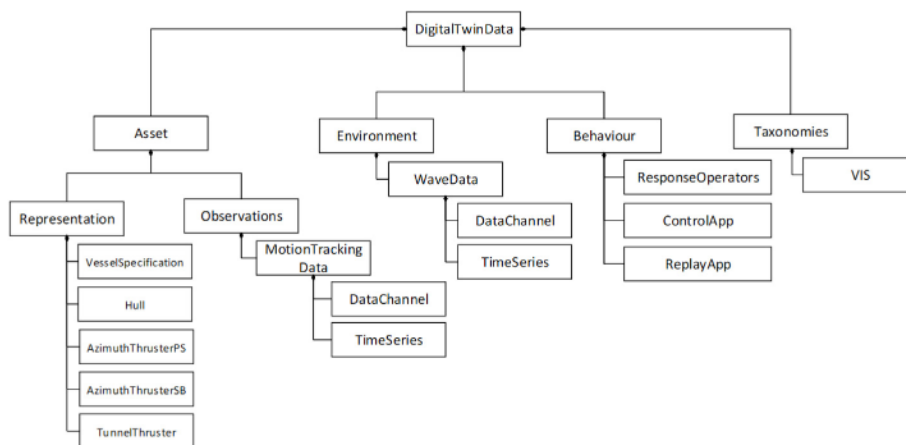 DigitalTwinData
Asset
Environment
Behaviour
Taxonomies
WaveData
ResponseOperators
VIS
Representation
Observations
DataChannel
ControlApp
VesselSpecification
MotionTracking
Data
TimeSeries
ReplayApp
Hull
DataChannel
AzimuthThrusterPS
TimeSeries
AzimuthThrusterSB
TunnelThruster